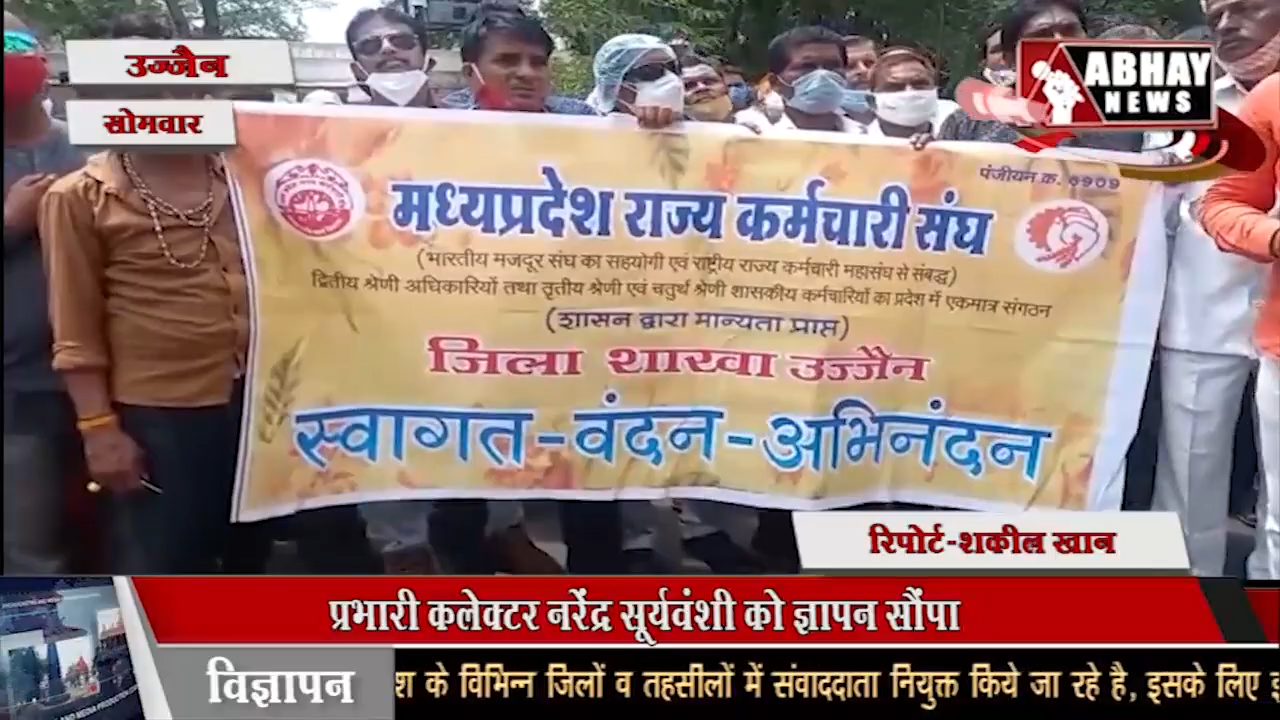 उज्जैन
सोमवार
ABHAY
NEWS
पंजीयन क्र. 6909
मध्यप्रदेश राज्य कर्मचारी संघ
(भारतीय मजदूर संघ का सहयोगी एवं राष्ट्रीय राज्य कर्मचारी महासंघ से संबद्ध)
द्वितीय श्रेणी अधिकारियों तथा तृतीय श्रेणी एवं चतुर्थ श्रेणी शासकीय कर्मचारियों का प्रदेश में एकमात्र संगठन
(शासन द्वारा मान्यता प्राप्त)
जिला शाखा उज्जैन
स्वागत-वंदन-अभिनंदन
रिपोर्ट-शकील खान
प्रभारी कलेक्टर नरेंद्र सूर्यवंशी को ज्ञापन सौंपा
विज्ञापन
श के विभिन्न जिलों व तहसीलों में संवाददाता नियुक्त किये जा रहे है, इसके लिए